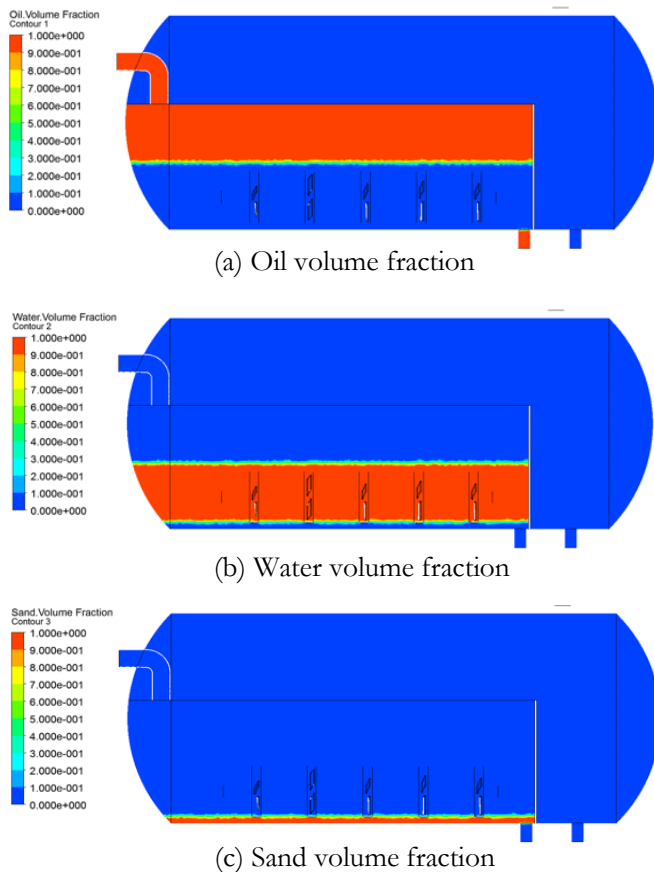 Oil.Volume Fraction
Contour 1
1.000e+000
9.000e-001
8.000e-001
7.000e-001
6.000e-001
5.000e-001
4.000e-001
3.000e-001
2.000e-001
1.000e-001
0.000e+000
(a) Oil volume fraction
Water.Volume Fraction
Contour 2
1.000e+000
9.000e-001
8.000e-001
7.000e-001
6.000e-001
5.000e-001
4.000e-001
3.000e-001
2.000e-001
1.000e-001
0.000e+000
(b) Water volume fraction
Sand.Volume Fraction
Contour 3
1.000e+000
9.000e-001
8.000e-001
7.000e-001
6.000e-001
5.000e-001
4.000e-001
3.000e-001
2.000e-001
1.000e-001
0.000e+000
(c) Sand volume fraction